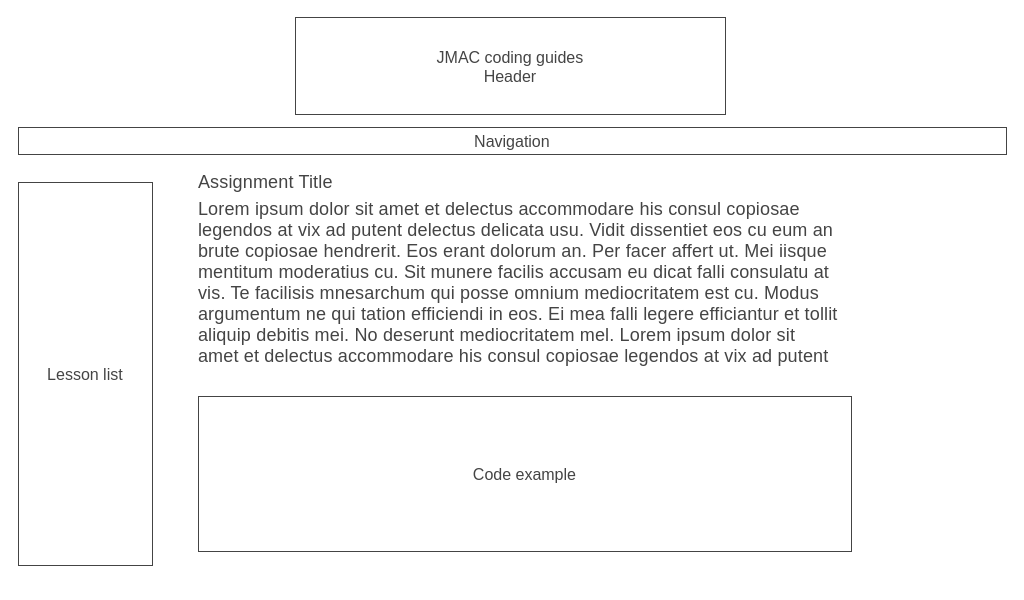 JMAC coding guides
Header
Navigation
Assignment Title
Lorem ipsum dolor sit amet et delectus accommodare his consul copiosae
legendos at vix ad putent delectus delicata usu. Vidit dissentiet eos cu eum an
brute copiosae hendrerit. Eos erant dolorum an. Per facer affert ut. Mei iisque
mentitum moderatius cu. Sit munere facilis accusam eu dicat falli consulatu at
vis. Te facilisis mnesarchum qui posse omnium mediocritatem est cu. Modus
argumentum ne qui tation efficiendi in eos. Ei mea falli legere efficiantur et tollit
aliquip debitis mei. No deserunt mediocritatem mel. Lorem ipsum dolor sit
amet et delectus accommodare his consul copiosae legendos at vix ad putent
Lesson list
Code example